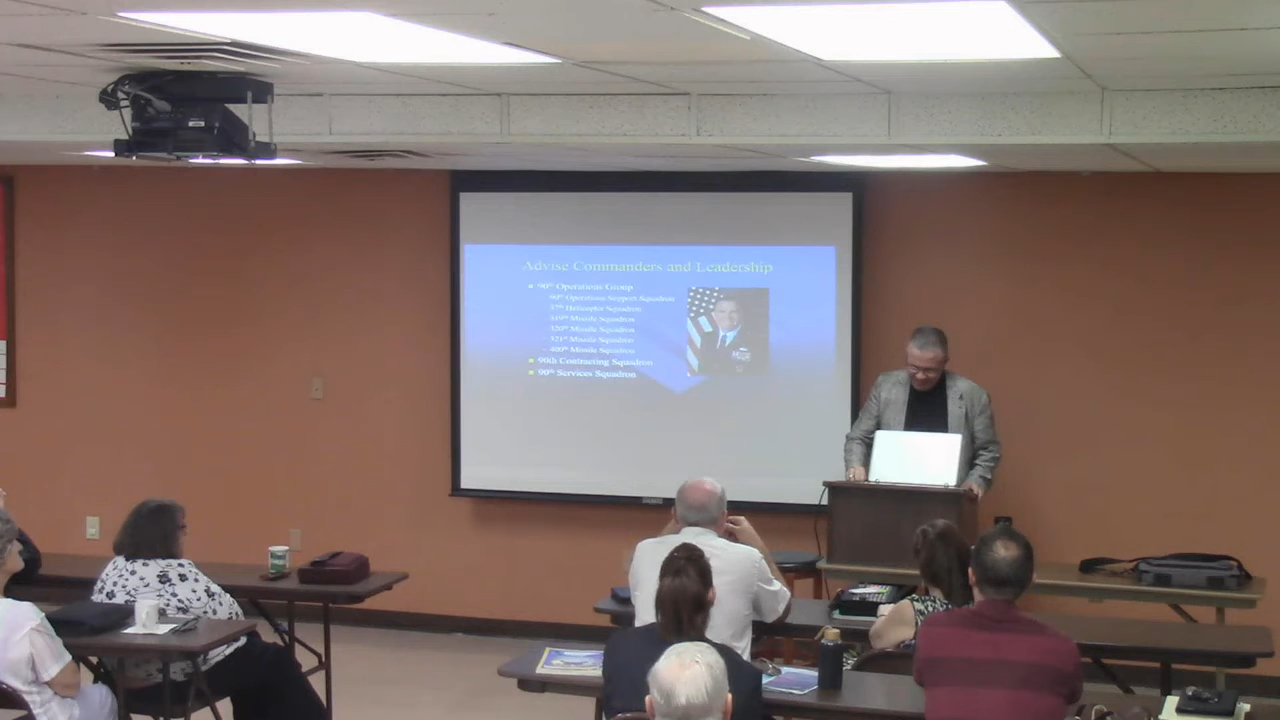 Advise Commanders and Leadership
90th Operations Group
90th Operations Support Squadron
37th Helicopter Squadron
319th Missile Squadron
320th Missile Squadron
321st Missile Squadron
400th Missile Squadron
90th Contracting Squadron
90th Services Squadron